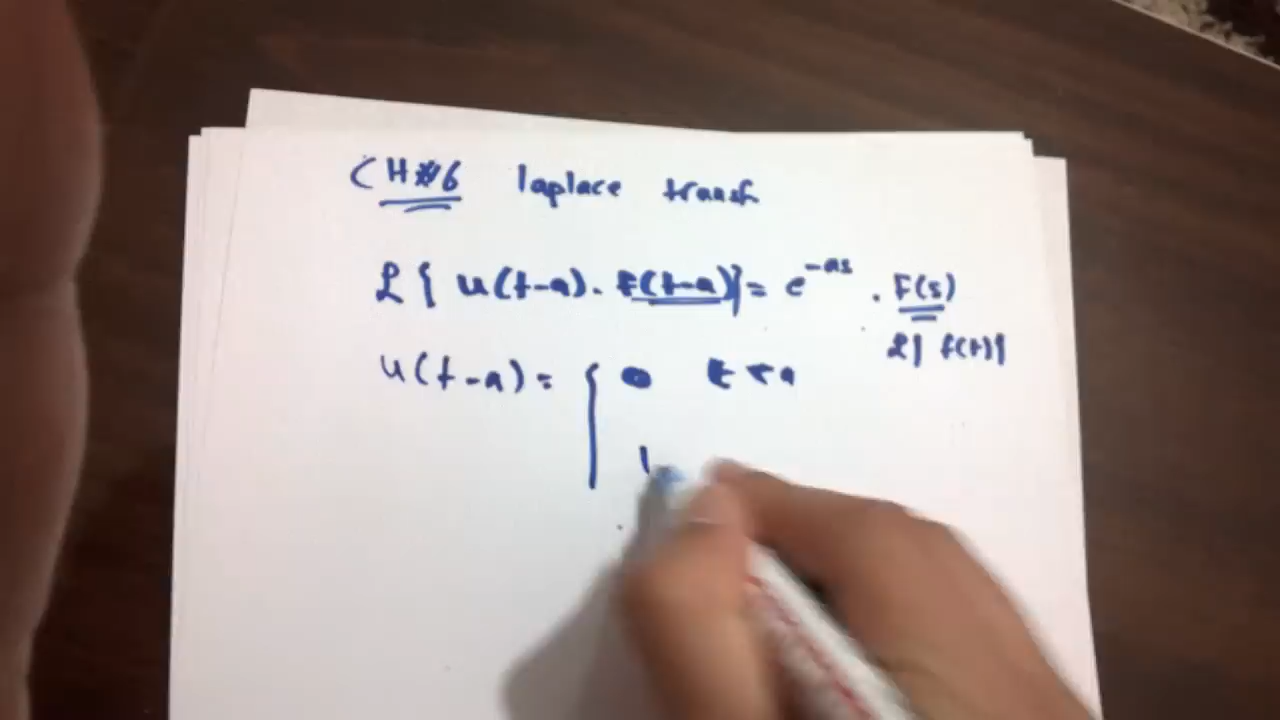 CH#6 laplace transf
L{ u(t-a). f(t-a)} = e^-as . F(s)
L{ f(t)}
u(t-a) = { 0 t<a
1